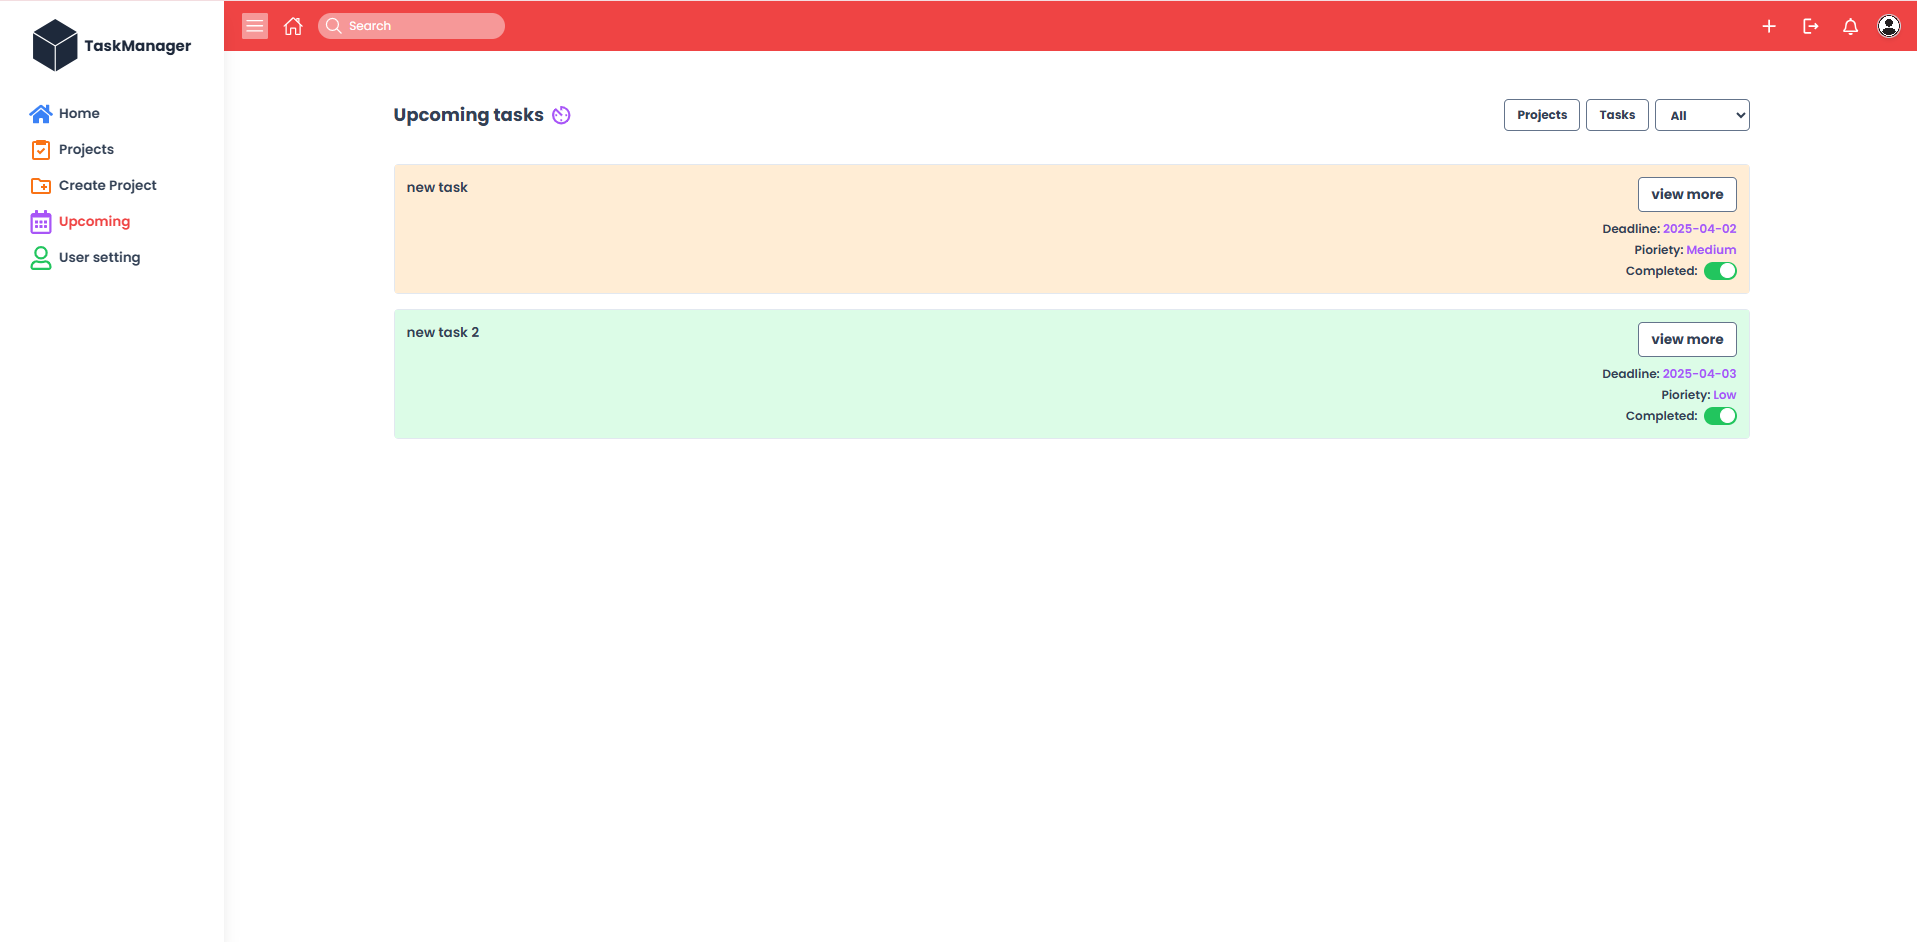 TaskManager
Search
Home
Projects
Create Project
Upcoming
User setting
Upcoming tasks
Projects
Tasks
All
new task
view more
Deadline: 2025-04-02
Pioriety: Medium
Completed:
new task 2
view more
Deadline: 2025-04-03
Pioriety: Low
Completed: